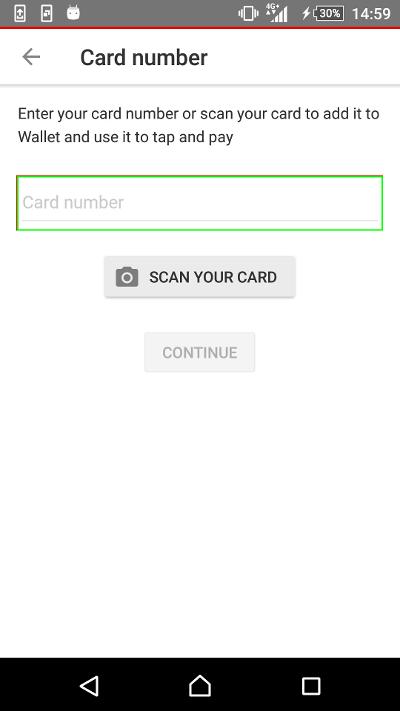 4G+ 30% 14:59
Card number
Enter your card number or scan your card to add it to
Wallet and use it to tap and pay
Card number
SCAN YOUR CARD
CONTINUE